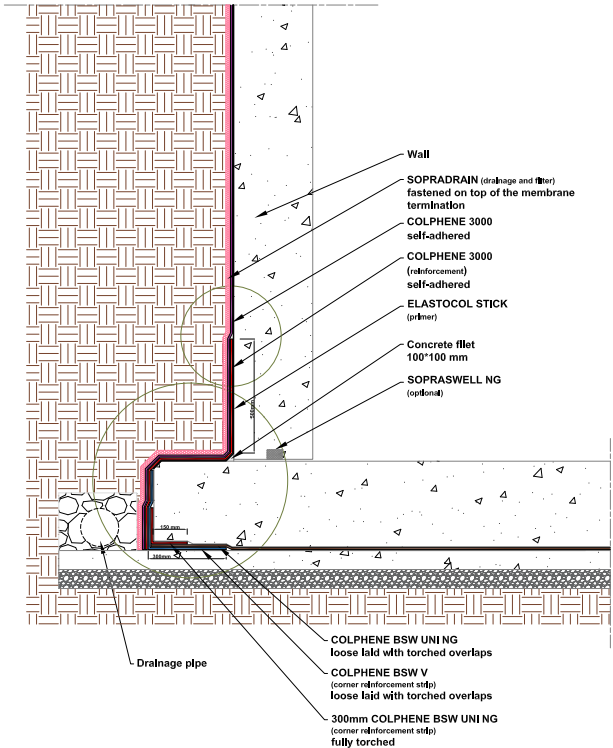 Wall
SOPRADRAIN (drainage and filter)
fastened on top of the membrane
termination
COLPHENE 3000
self-adhered
COLPHENE 3000
(reinforcement)
self-adhered
ELASTOCOL STICK
(primer)
Concrete fillet
100*100 mm
SOPRASWELL NG
(optional)
500mm
150 mm
300mm
COLPHENE BSW UNI NG
loose laid with torched overlaps
Drainage pipe
COLPHENE BSW V
(corner reinforcement strip)
loose laid with torched overlaps
300mm COLPHENE BSW UNI NG
(corner reinforcement strip)
fully torched